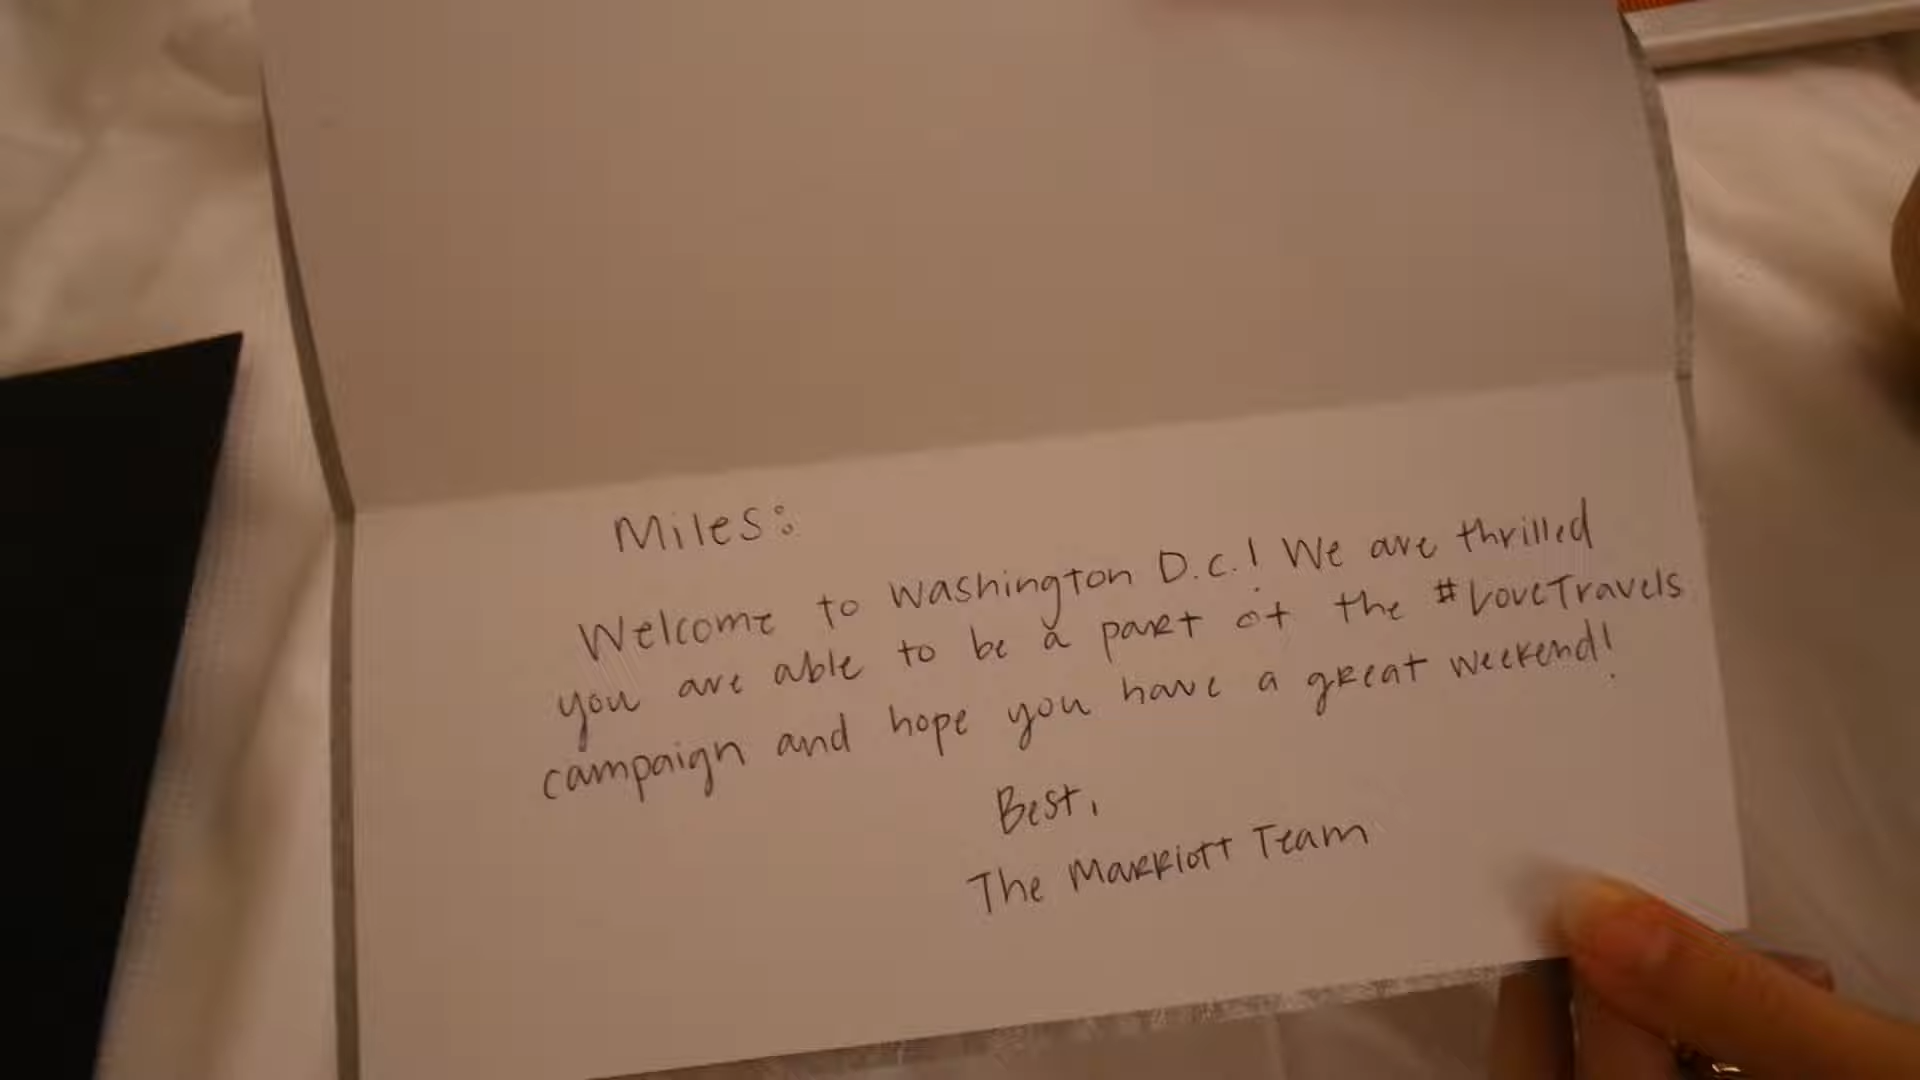 Miles:
Welcome to Washington D.C.! We are thrilled
you are able to be a part of the #LoveTravels
campaign and hope you have a great weekend!
Best,
The Marriott Team